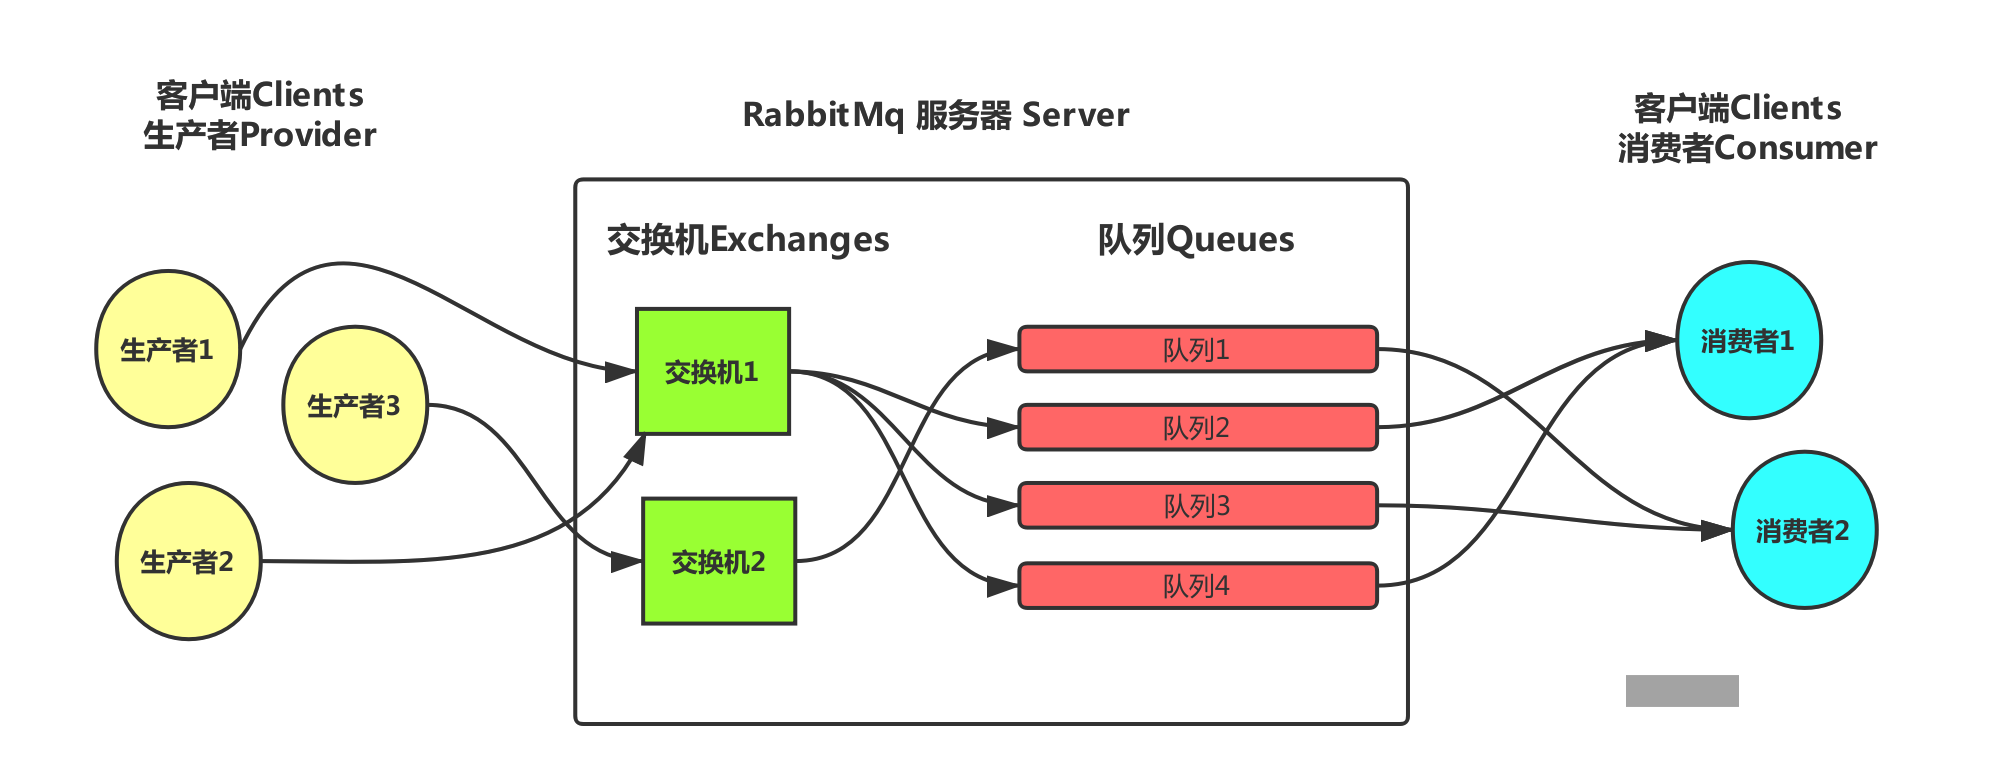 客户端Clients
生产者Provider
RabbitMq 服务器 Server
客户端Clients
消费者Consumer
交换机Exchanges
队列Queues
生产者1
生产者3
生产者2
交换机1
交换机2
队列1
队列2
队列3
队列4
消费者1
消费者2